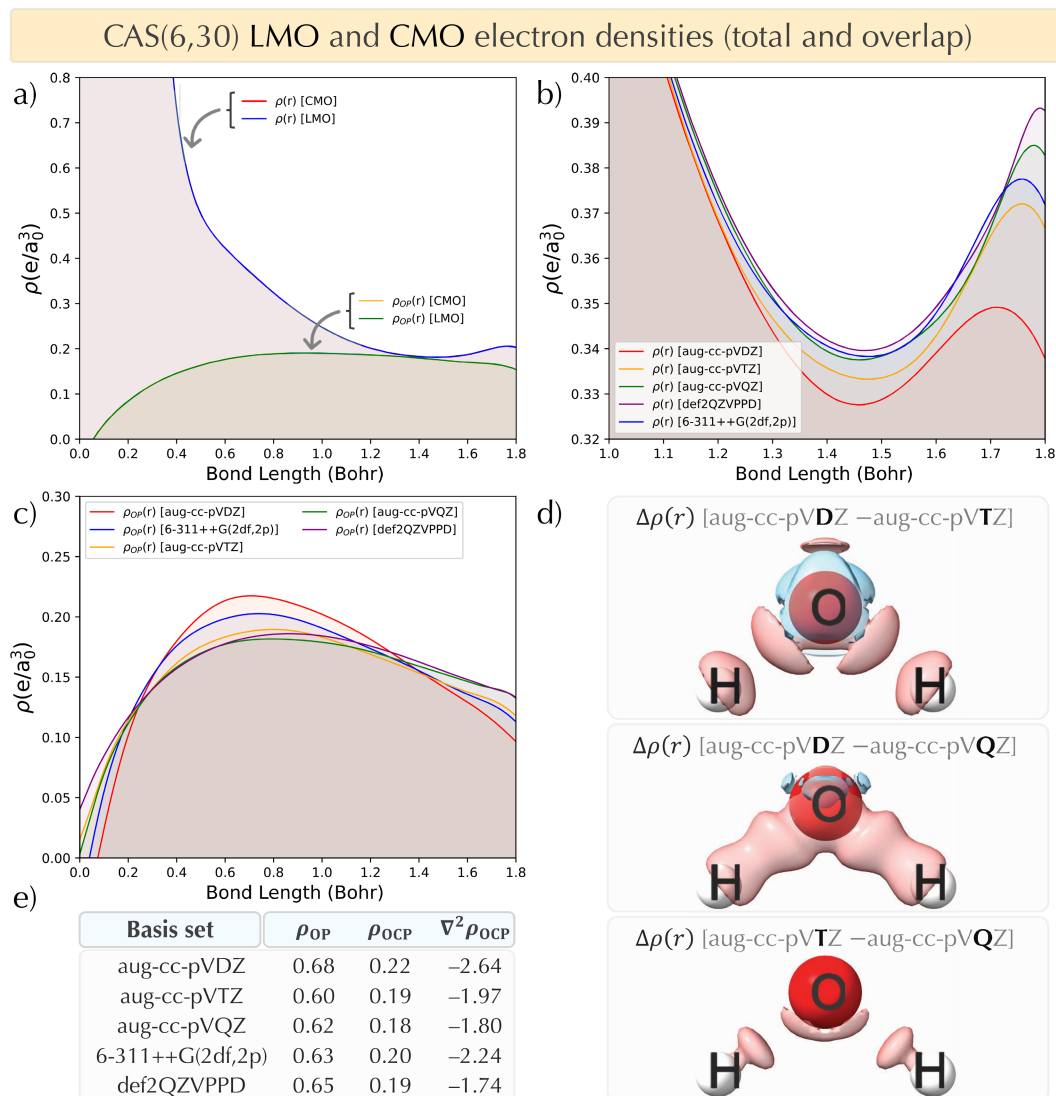 CAS(6,30) LMO and CMO electron densities (total and overlap)
a)
0.8
0.7
0.6
0.5
0.4
0.3
0.2
0.1
0.0
ρ(e/a₀³)
ρ(r) [CMO]
ρ(r) [LMO]
ρOP(r) [CMO]
ρOP(r) [LMO]
0.0 0.2 0.4 0.6 0.8 1.0 1.2 1.4 1.6 1.8
Bond Length (Bohr)
b)
0.40
0.39
0.38
0.37
0.36
0.35
0.34
0.33
0.32
ρ(e/a₀³)
ρ(r) [aug-cc-pVDZ]
ρ(r) [aug-cc-pVTZ]
ρ(r) [aug-cc-pVQZ]
ρ(r) [def2QZVPPD]
ρ(r) [6-311++G(2df,2p)]
1.0 1.1 1.2 1.3 1.4 1.5 1.6 1.7 1.8
Bond Length (Bohr)
c)
0.30
0.25
0.20
0.15
0.10
0.05
0.00
ρ(e/a₀³)
ρOP(r) [aug-cc-pVDZ] ρOP(r) [aug-cc-pVQZ]
ρOP(r) [6-311++G(2df,2p)] ρOP(r) [def2QZVPPD]
ρOP(r) [aug-cc-pVTZ]
0.0 0.2 0.4 0.6 0.8 1.0 1.2 1.4 1.6 1.8
Bond Length (Bohr)
d)
Δρ(r) [aug-cc-pVDZ −aug-cc-pVTZ]
O
H H
Δρ(r) [aug-cc-pVDZ −aug-cc-pVQZ]
O
H H
Δρ(r) [aug-cc-pVTZ −aug-cc-pVQZ]
O
H H
e)
Basis set ρOP ρOCP ∇²ρOCP
aug-cc-pVDZ 0.68 0.22 –2.64
aug-cc-pVTZ 0.60 0.19 –1.97
aug-cc-pVQZ 0.62 0.18 –1.80
6-311++G(2df,2p) 0.63 0.20 –2.24
def2QZVPPD 0.65 0.19 –1.74